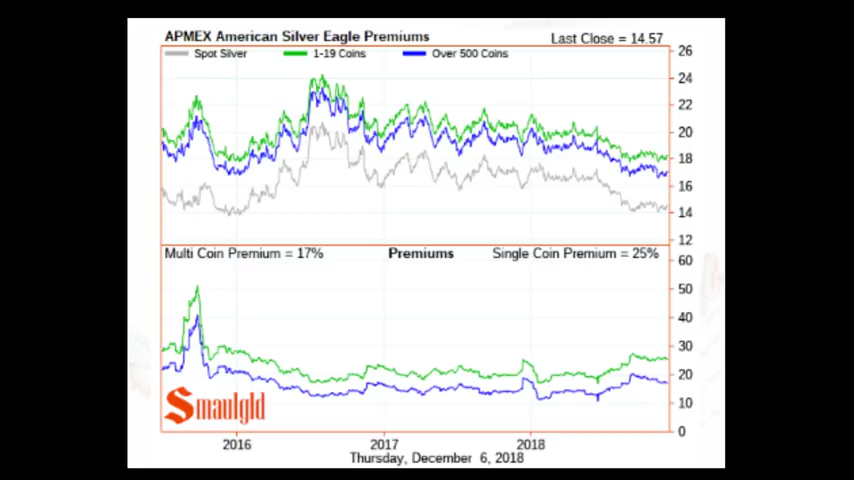 APMEX American Silver Eagle Premiums
Last Close = 14.57
Spot Silver 1-19 Coins Over 500 Coins
26
24
22
20
18
16
14
12
Multi Coin Premium = 17% Premiums Single Coin Premium = 25%
60
50
40
30
20
10
0
Smaulgld
2016 2017 2018
Thursday, December 6, 2018